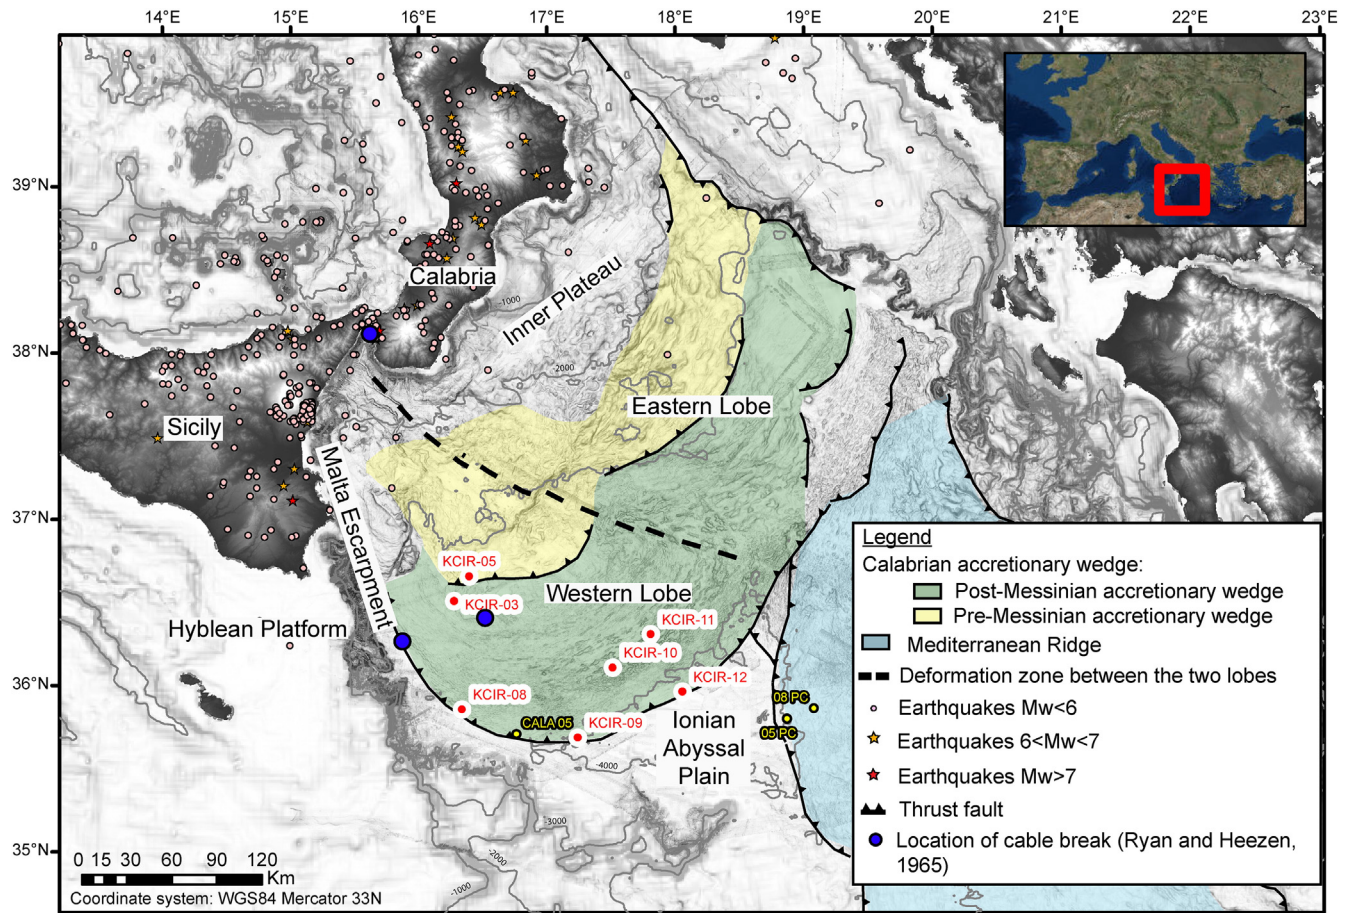 14°E 15°E 16°E 17°E 18°E 19°E 20°E 21°E 22°E 23°E
39°N
38°N
37°N
36°N
35°N
Calabria
Inner Plateau
-1000
-2000
Eastern Lobe
Sicily
Malta Escarpment
KCIR-05
KCIR-03
Western Lobe
Hyblean Platform
KCIR-11
KCIR-10
KCIR-12
KCIR-08
CALA 05
KCIR-09
08 PC
05 PC
Ionian
Abyssal
Plain
-4000
-3000
-2000
-1000
Legend
Calabrian accretionary wedge:
Post-Messinian accretionary wedge
Pre-Messinian accretionary wedge
Mediterranean Ridge
Deformation zone between the two lobes
Earthquakes Mw<6
Earthquakes 6<Mw<7
Earthquakes Mw>7
Thrust fault
Location of cable break (Ryan and Heezen,
1965)
0 15 30 60 90 120
Km
Coordinate system: WGS84 Mercator 33N